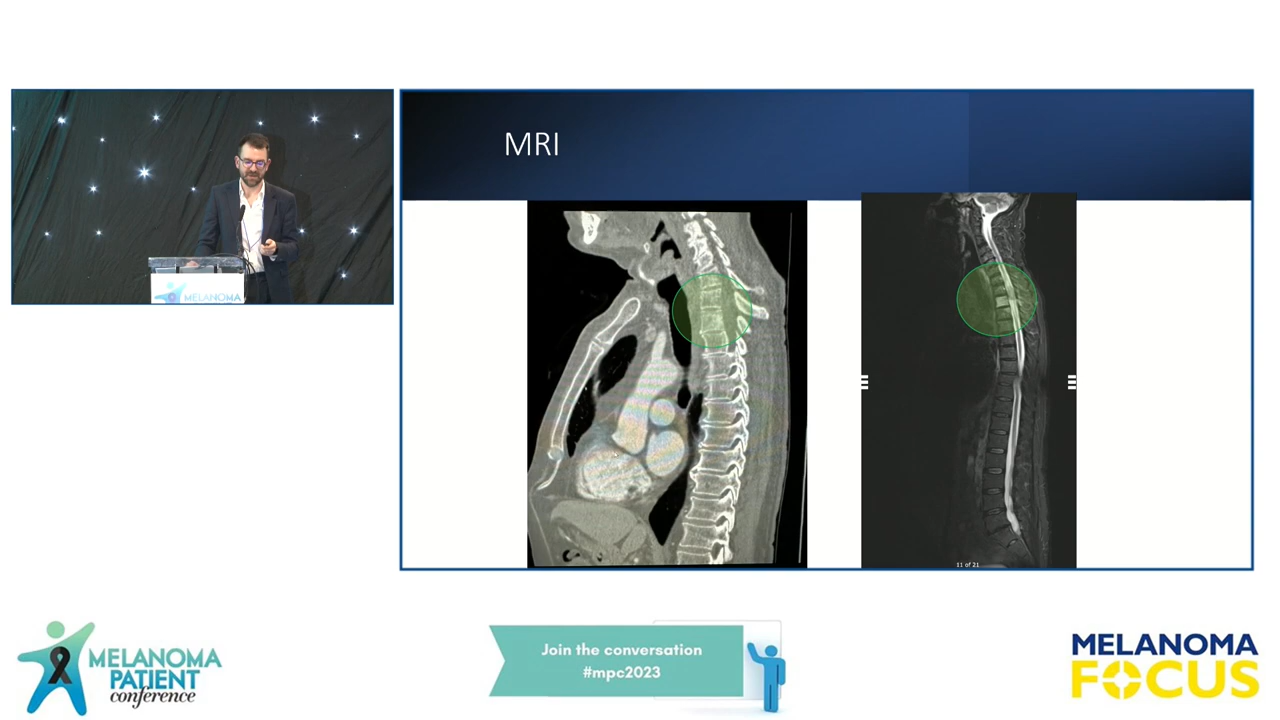 MRI
MELANOMA
11 of 21
MELANOMA
PATIENT
conference
Join the conversation
#mpc2023
MELANOMA
FOCUS